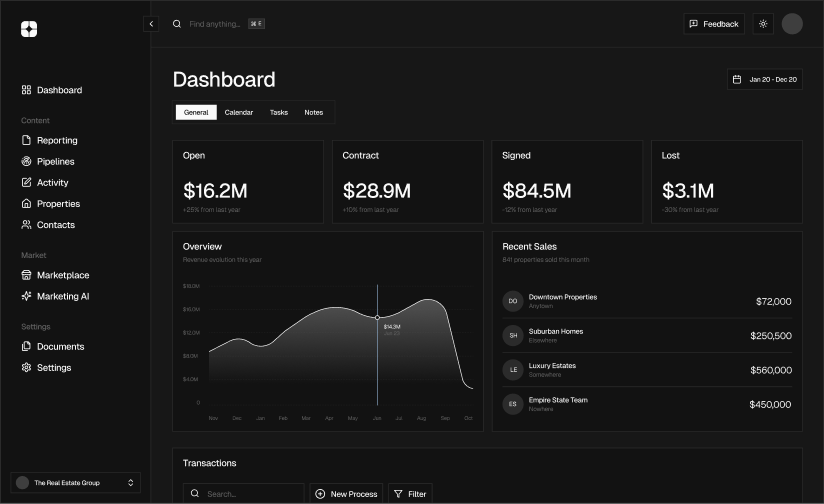 Find anything... ⌘ E
Feedback
Dashboard
Content
Reporting
Pipelines
Activity
Properties
Contacts
Market
Marketplace
Marketing AI
Settings
Documents
Settings
The Real Estate Group
Dashboard
Jan 20 - Dec 20
General Calendar Tasks Notes
Open
$16.2M
+25% from last year
Contract
$28.9M
+10% from last year
Signed
$84.5M
-12% from last year
Lost
$3.1M
-30% from last year
Overview
Revenue evolution this year
$16.0M
$12.0M
$8.0M
$4.0M
0
$14.3M
Jan 23
Nov Dec Jan Feb Mar Apr May Jun Jul Aug Sep Oct
Recent Sales
841 properties sold this month
DO Downtown Properties $72,000
Anytown
SH Suburban Homes $250,500
Elsewhere
LE Luxury Estates $560,000
Somewhere
ES Empire State Team $450,000
Nowhere
Transactions
Search...
New Process
Filter